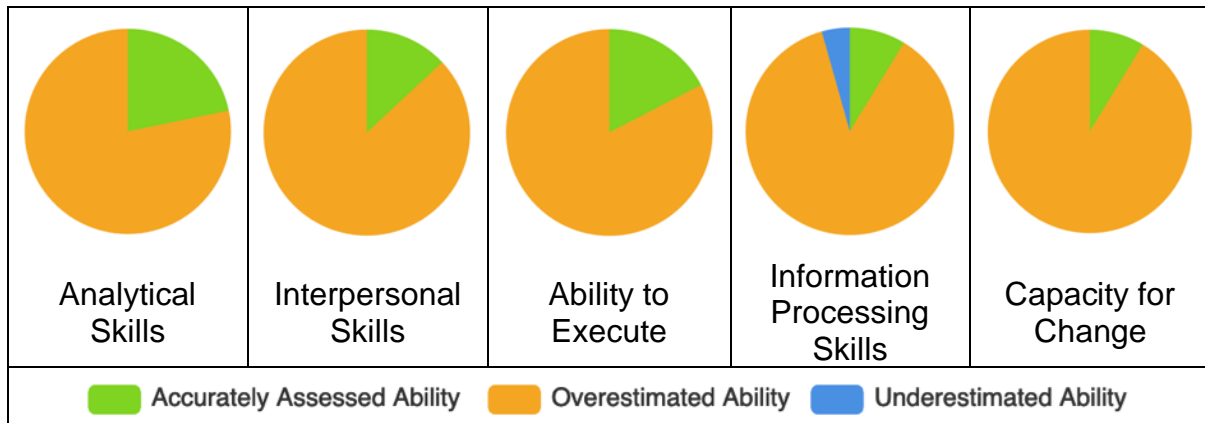 Analytical
Skills
Interpersonal
Skills
Ability to
Execute
Information
Processing
Skills
Capacity for
Change
Accurately Assessed Ability
Overestimated Ability
Underestimated Ability